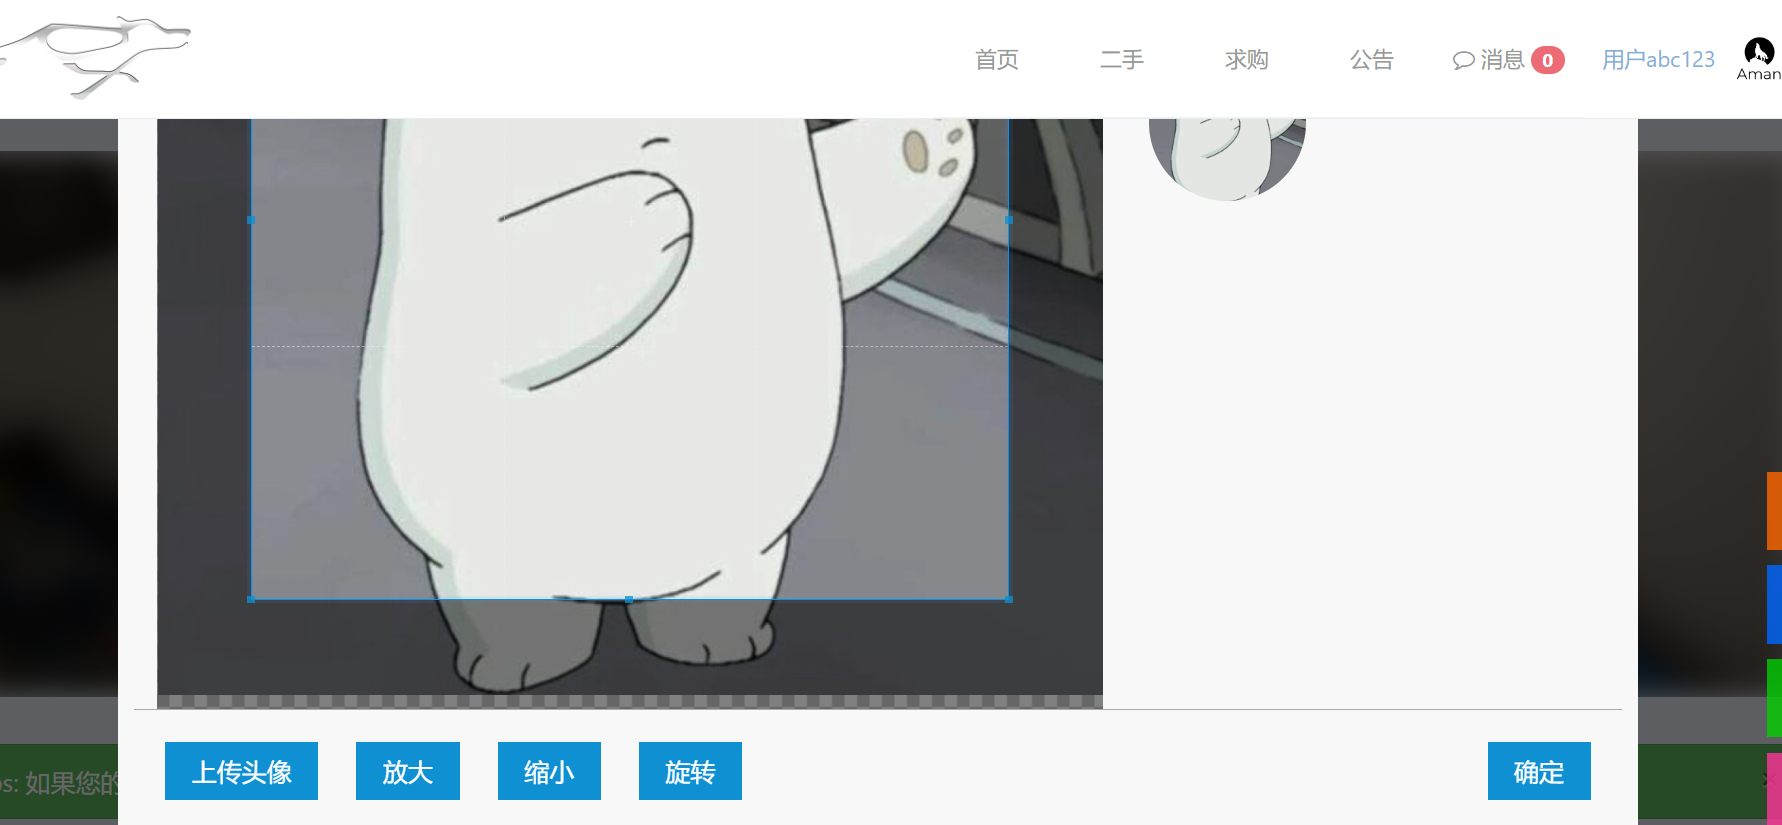 首页 二手 求购 公告 消息 0 用户abc123
Aman
ps: 如果您的
上传头像 放大 缩小 旋转 确定